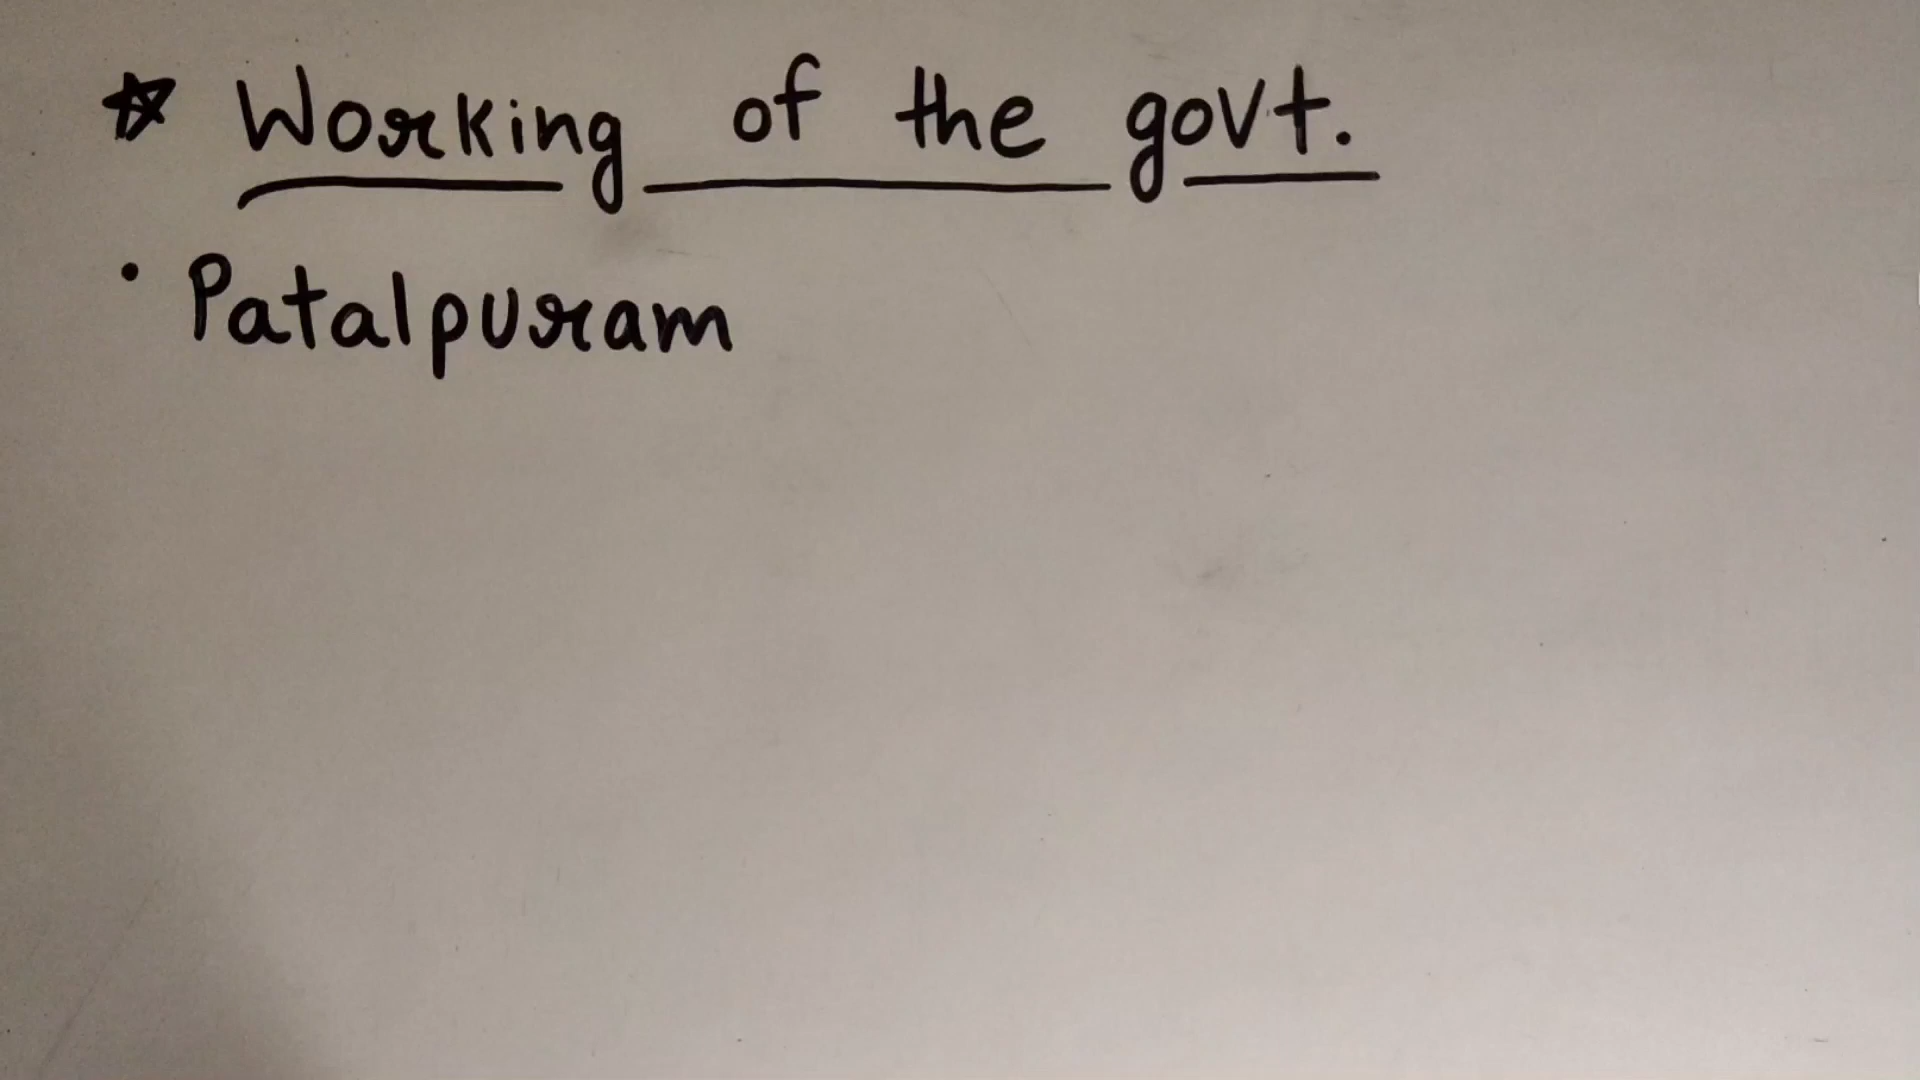 ☆ Working of the govt.
• Patalpuram